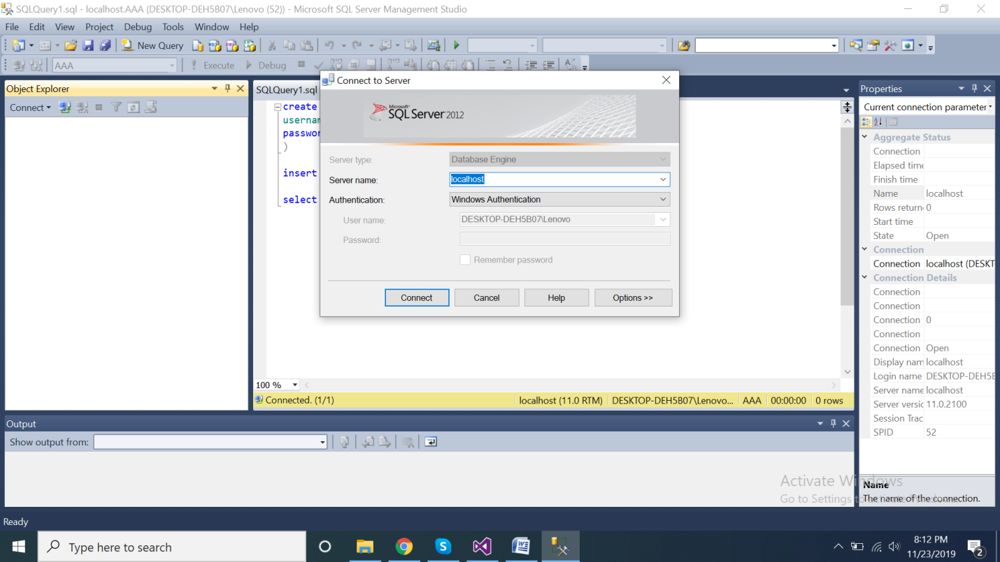 SQLQuery1.sql - localhost.AAA (DESKTOP-DEH5B07\Lenovo (52)) - Microsoft SQL Server Management Studio
File Edit View Project Debug Tools Window Help
New Query
AAA Execute Debug
Object Explorer
Connect
SQLQuery1.sql
create
usernam
passwor
)
insert
select
Connect to Server
Microsoft®
SQL Server 2012
Server type: Database Engine
Server name: localhost
Authentication: Windows Authentication
User name: DESKTOP-DEH5B07\Lenovo
Password:
Remember password
Connect Cancel Help Options >>
100 %
Connected. (1/1) localhost (11.0 RTM) DESKTOP-DEH5B07\Lenovo... AAA 00:00:00 0 rows
Properties
Current connection parameter
Aggregate Status
Connection
Elapsed time
Finish time
Name localhost
Rows return 0
Start time
State Open
Connection
Connection localhost (DESKT
Connection Details
Connection
Connection
Connection 0
Connection
Connection Open
Display nam localhost
Login name DESKTOP-DEH5B
Server name localhost
Server versic 11.0.2100
Session Trac
SPID 52
Name
The name of the connection.
Output
Show output from:
Activate Windows
Go to Settings to activate Windows.
Ready
Type here to search
8:12 PM
11/23/2019
2